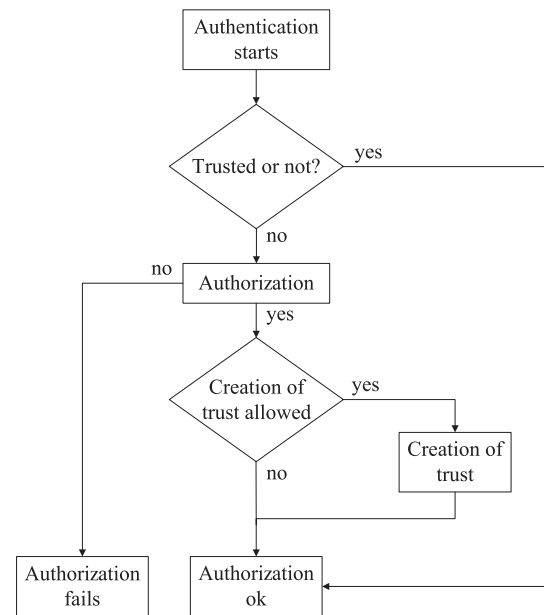 Authentication
starts
Trusted or not?
yes
no
no
Authorization
yes
Creation of
trust allowed
yes
Creation of
trust
no
Authorization
fails
Authorization
ok